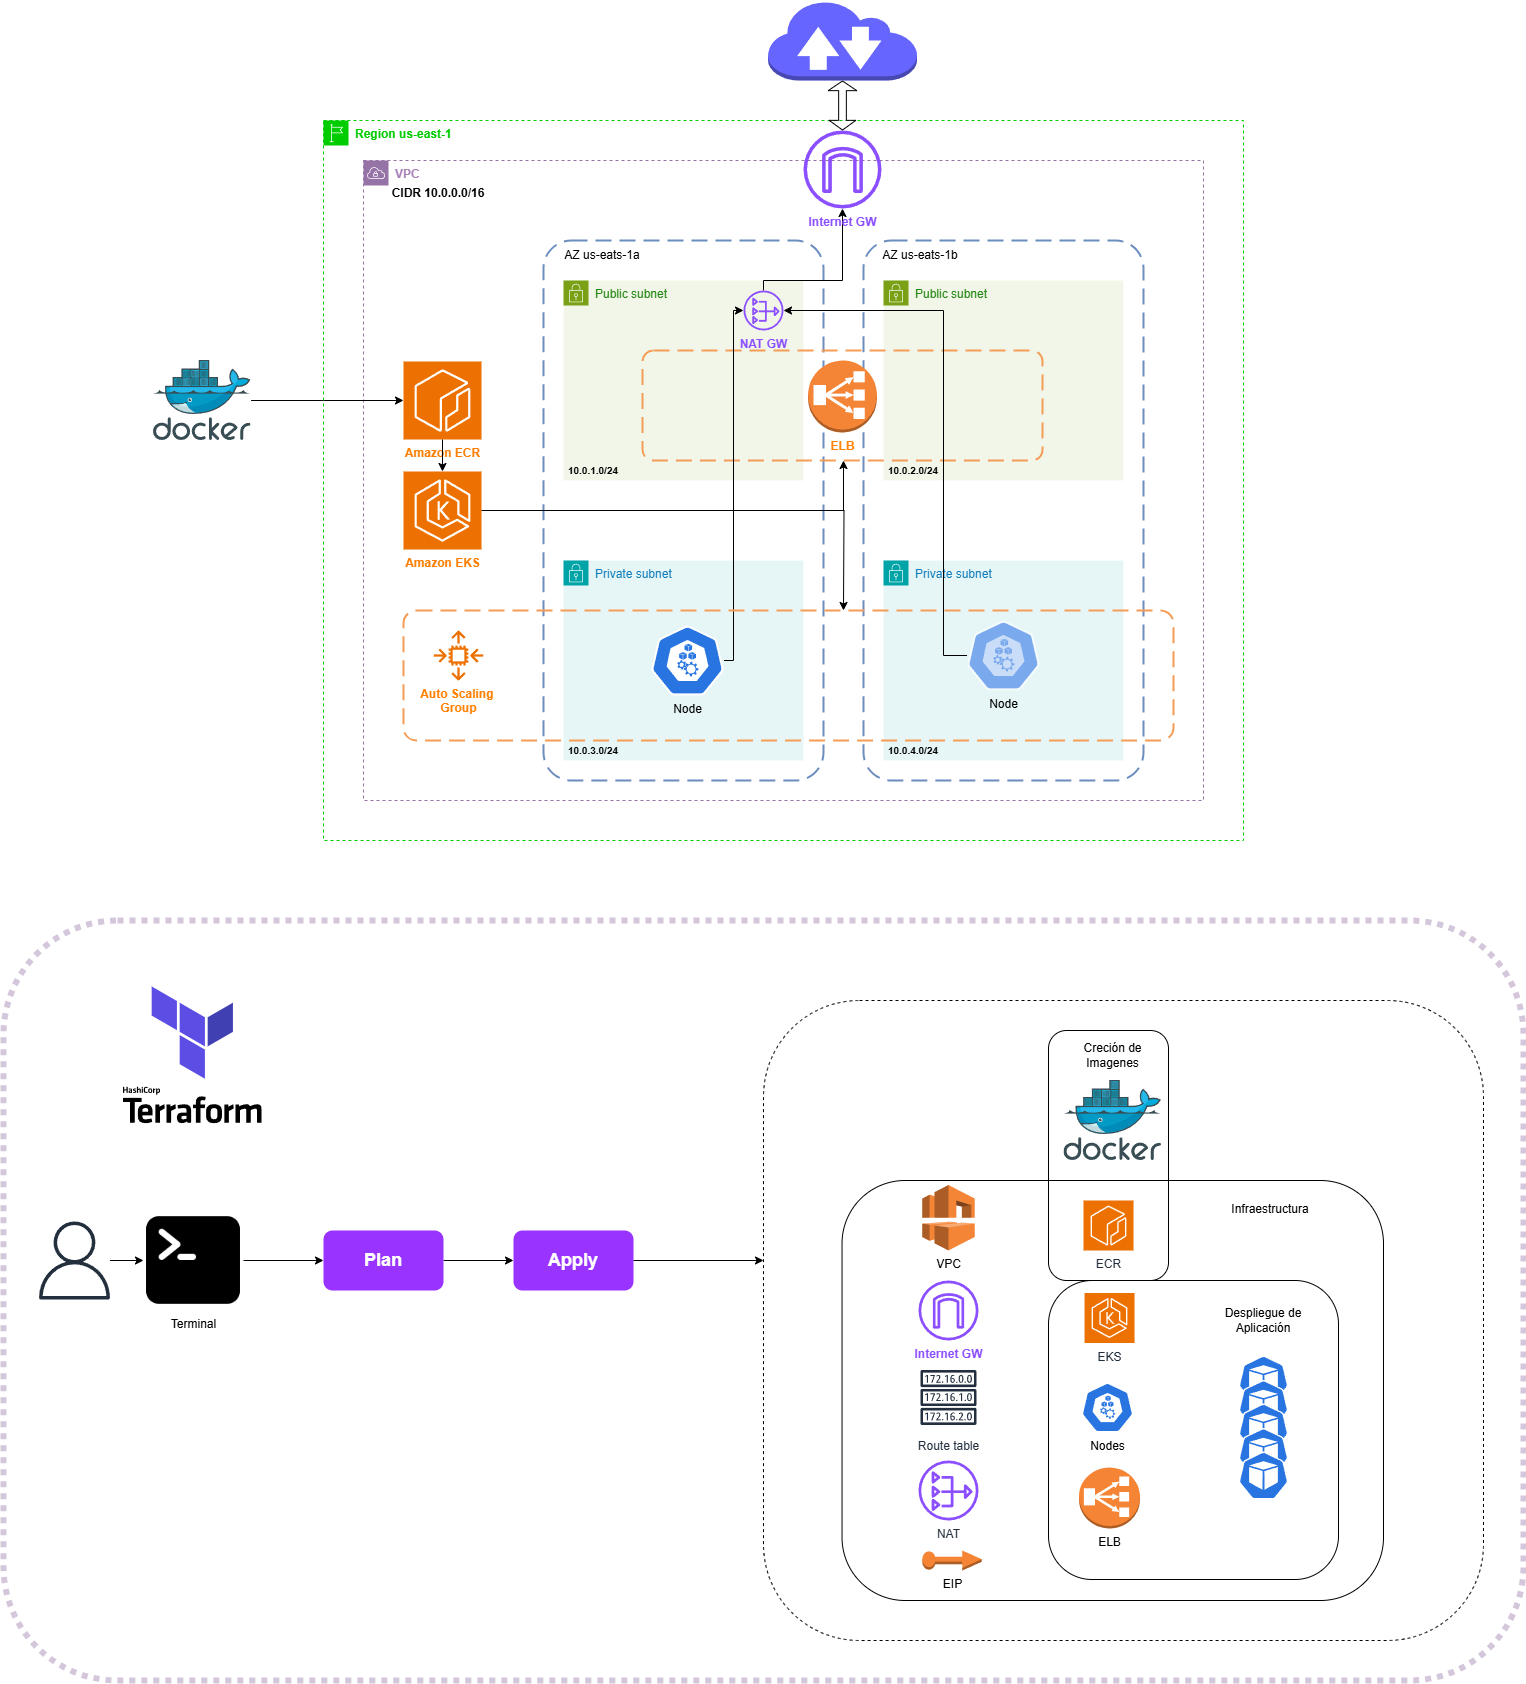 Region us-east-1
VPC
CIDR 10.0.0.0/16
Internet GW
AZ us-eats-1a
AZ us-eats-1b
Public subnet
Public subnet
NAT GW
docker
Amazon ECR
ELB
10.0.1.0/24
10.0.2.0/24
K
Amazon EKS
Private subnet
Private subnet
Auto Scaling
Group
Node
Node
10.0.3.0/24
10.0.4.0/24
HashiCorp
Terraform
Terminal
Plan
Apply
Creción de
Imagenes
docker
Infraestructura
VPC
ECR
Internet GW
K
EKS
Despliegue de
Aplicación
172.16.0.0
172.16.1.0
172.16.2.0
Route table
Nodes
NAT
ELB
EIP